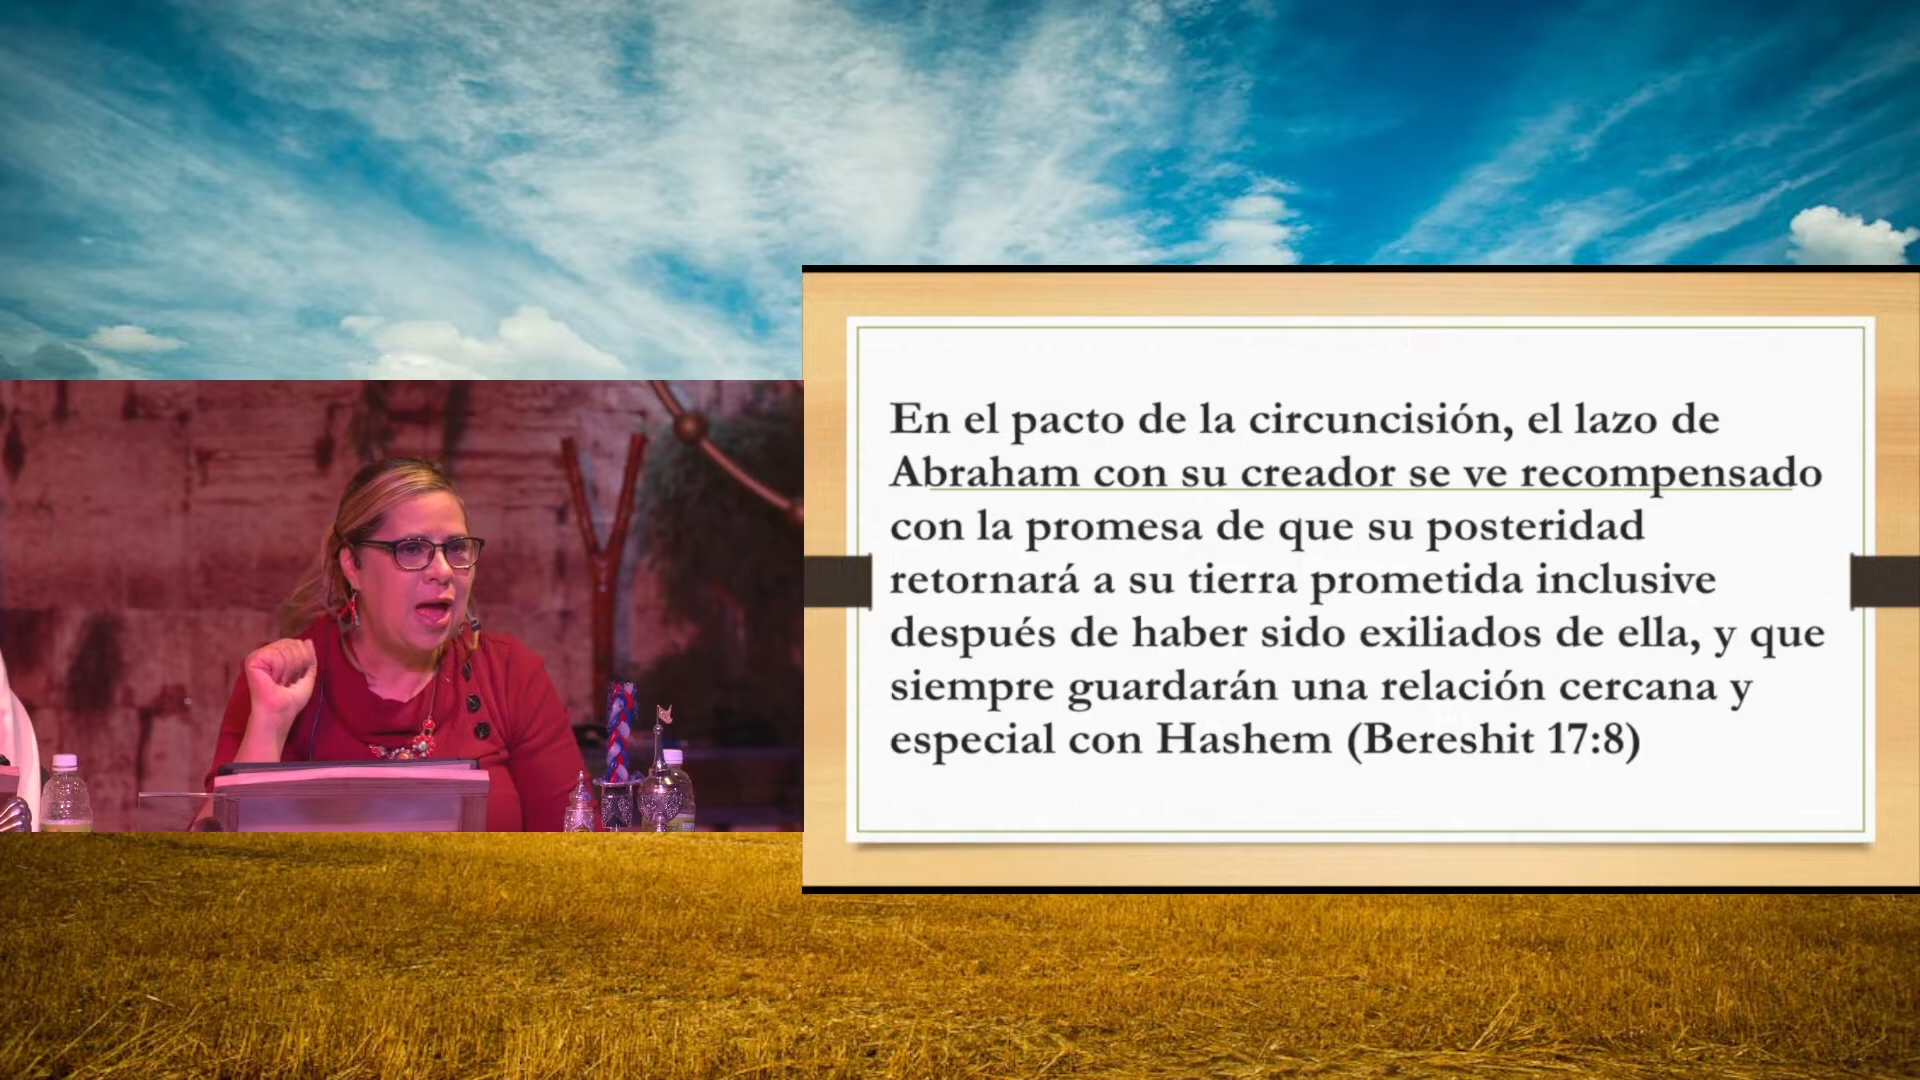 En el pacto de la circuncisión, el lazo de
Abraham con su creador se ve recompensado
con la promesa de que su posteridad
retornará a su tierra prometida inclusive
después de haber sido exiliados de ella, y que
siempre guardarán una relación cercana y
especial con Hashem (Bereshit 17:8)